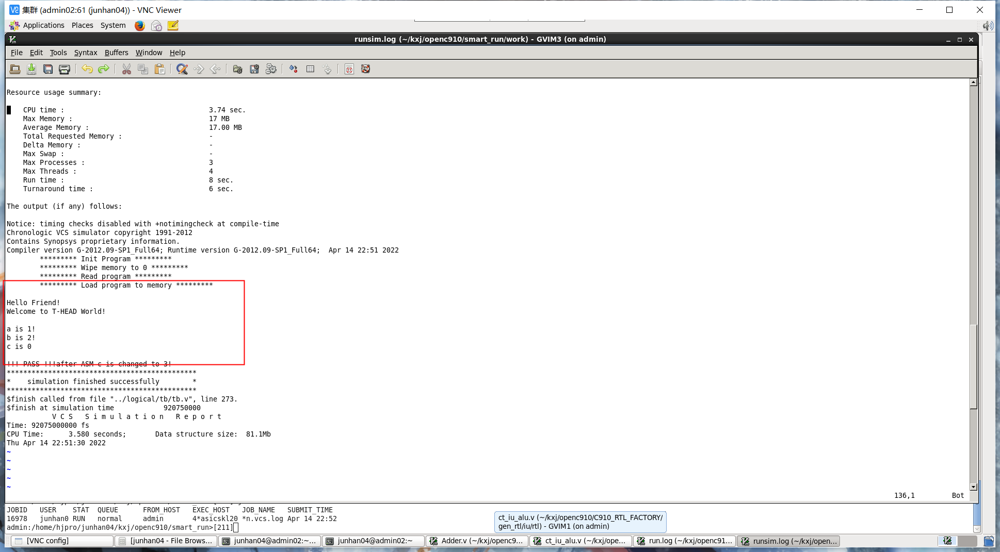 集群 (admin02:61 (junhan04)) - VNC Viewer
Applications Places System
runsim.log (~/kxj/openc910/smart_run/work) - GVIM3 (on admin)
File Edit Tools Syntax Buffers Window Help
Resource usage summary:
CPU time : 3.74 sec.
Max Memory : 17 MB
Average Memory : 17.00 MB
Total Requested Memory : -
Delta Memory : -
Max Swap : -
Max Processes : 3
Max Threads : 4
Run time : 8 sec.
Turnaround time : 6 sec.
The output (if any) follows:
Notice: timing checks disabled with +notimingcheck at compile-time
Chronologic VCS simulator copyright 1991-2012
Contains Synopsys proprietary information.
Compiler version G-2012.09-SP1_Full64; Runtime version G-2012.09-SP1_Full64;  Apr 14 22:51 2022
********* Init Program *********
********* Wipe memory to 0 *********
********* Read program *********
********* Load program to memory *********
Hello Friend!
Welcome to T-HEAD World!
a is 1!
b is 2!
c is 0
!!! PASS !!!after ASM c is changed to 3!
**********************************************
*    simulation finished successfully        *
**********************************************
$finish called from file "../logical/tb/tb.v", line 273.
$finish at simulation time            920750000
V C S   S i m u l a t i o n   R e p o r t
Time: 92075000000 fs
CPU Time:      3.580 seconds;       Data structure size:  81.1Mb
Thu Apr 14 22:51:30 2022
~
~
~
~
~
136,1 Bot
JOBID USER STAT QUEUE FROM_HOST EXEC_HOST JOB_NAME SUBMIT_TIME
16978 junhan0 RUN normal admin 4*asicskl20 *n.vcs.log Apr 14 22:52
admin:/home/hjpro/junhan04/kxj/openc910/smart_run>[211]
ct_iu_alu.v (~/kxj/openc910/C910_RTL_FACTORY/
gen_rtl/iu/rtl) - GVIM1 (on admin)
[VNC config] [junhan04 - File Brows... junhan04@admin02:~... junhan04@admin02:~ Adder.v (~/kxj/openc9... ct_iu_alu.v (~/kxj/ope... run.log (~/kxj/openc91... runsim.log (~/kxj/open...